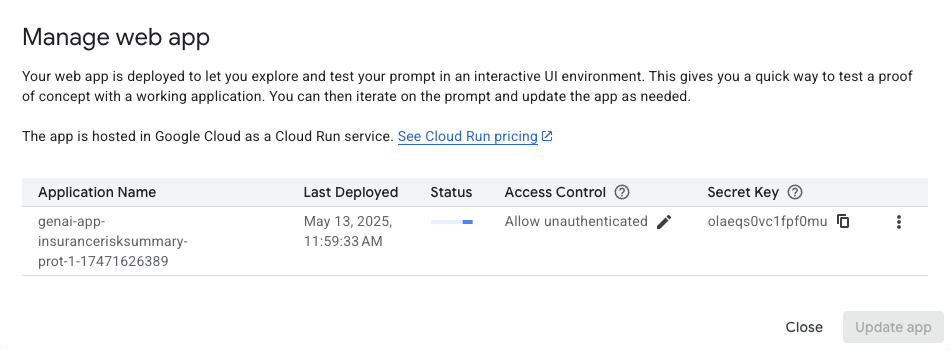 Manage web app
Your web app is deployed to let you explore and test your prompt in an interactive UI environment. This gives you a quick way to test a proof
of concept with a working application. You can then iterate on the prompt and update the app as needed.
The app is hosted in Google Cloud as a Cloud Run service. See Cloud Run pricing
Application Name Last Deployed Status Access Control Secret Key
genai-app- May 13, 2025, Allow unauthenticated olaeqs0vc1fpf0mu
insurancerisksummary- 11:59:33 AM
prot-1-17471626389
Close Update app